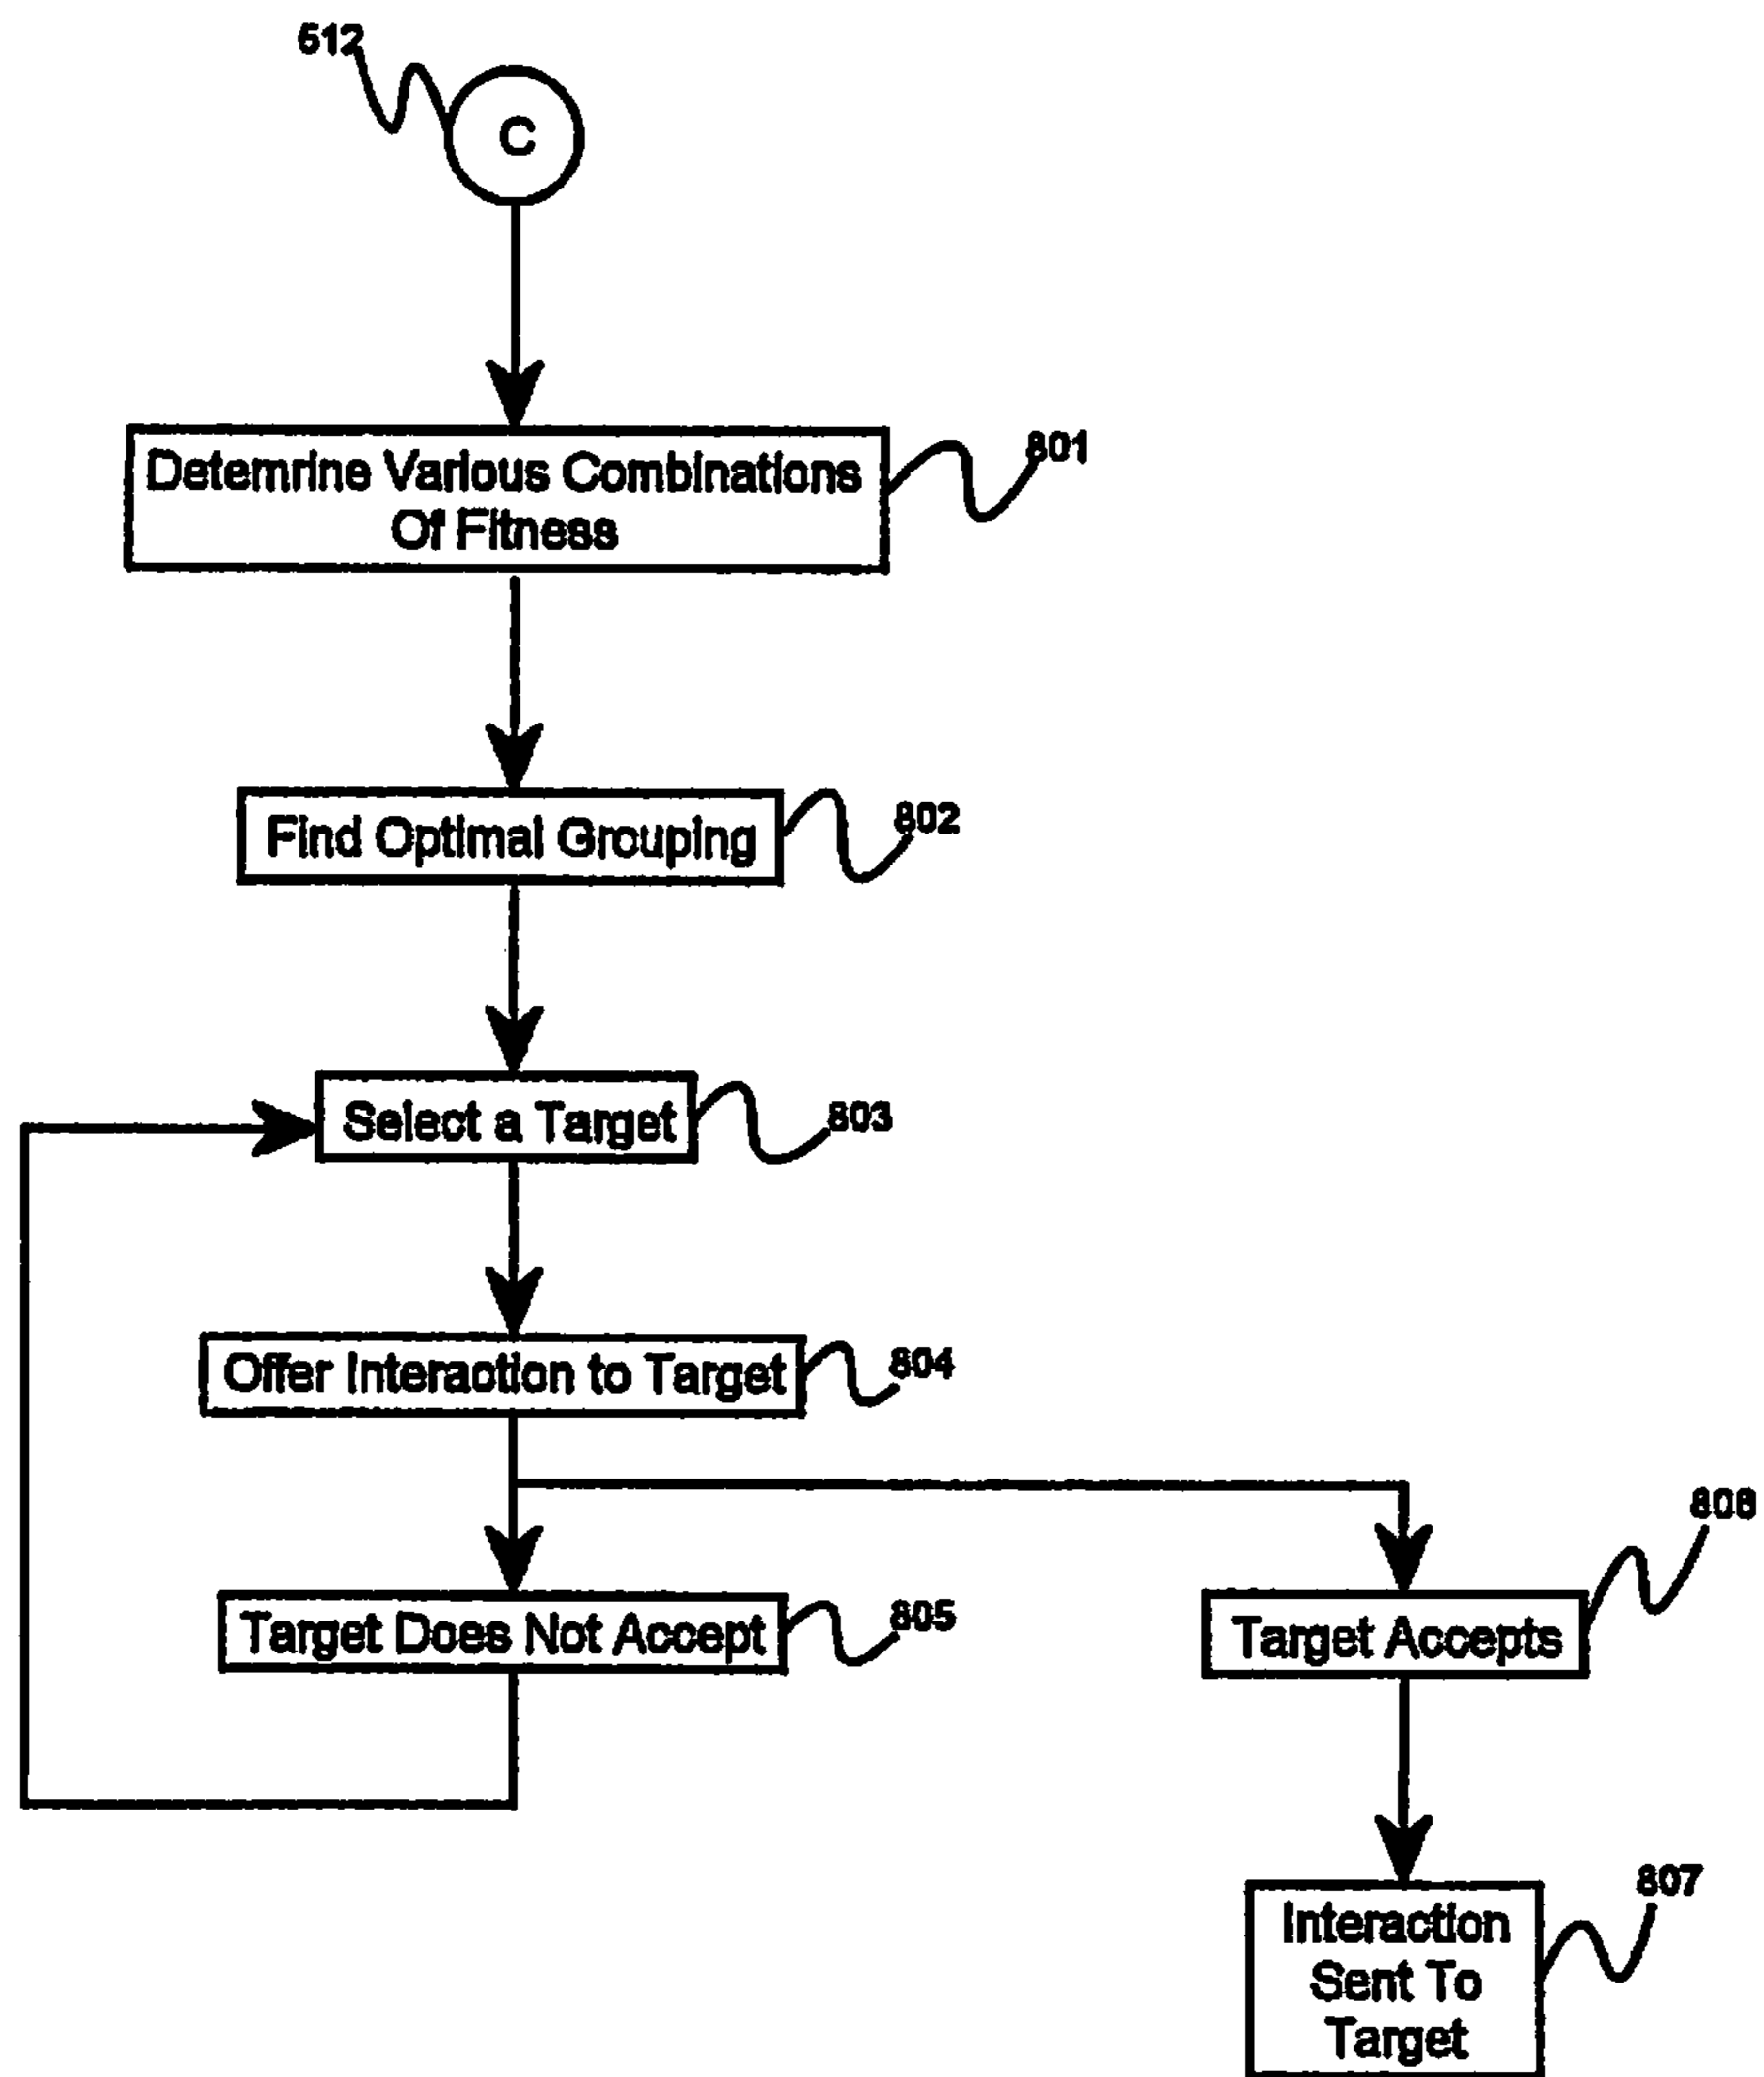 512
C
Detemrine Various Combinations
Of Fitness
801
Find Optimal Grouping
802
Select a Target
803
Offer Interaction to Target
804
806
Target Does Not Accept
805
Target Accepts
807
Interaction
Sent To
Target